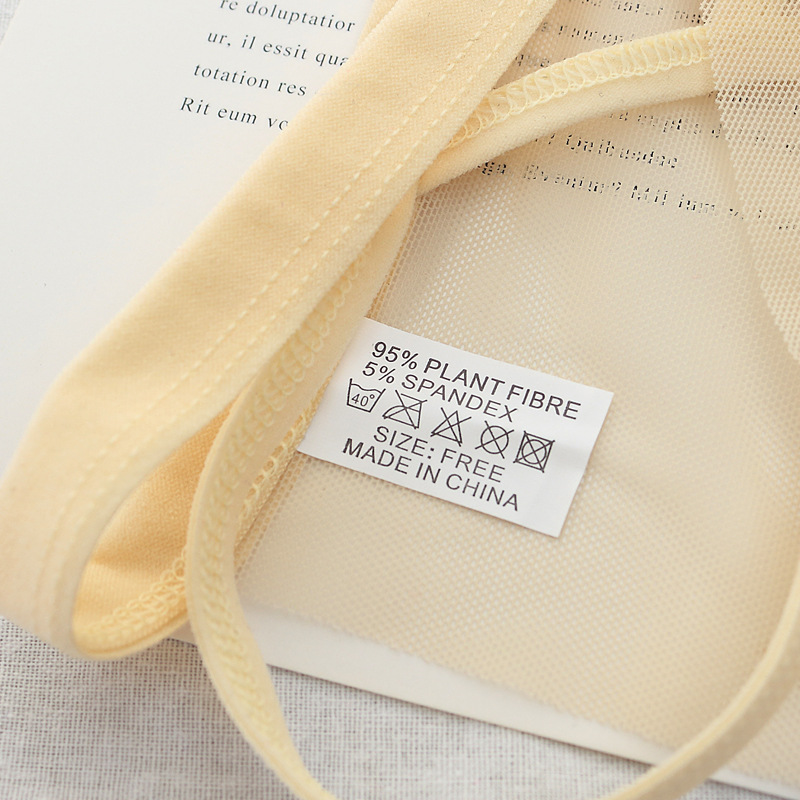 re doluptatior
ur, il essit qua
totation res
Rit eum vo
95% PLANT FIBRE
5% SPANDEX
40°
SIZE: FREE
MADE IN CHINA